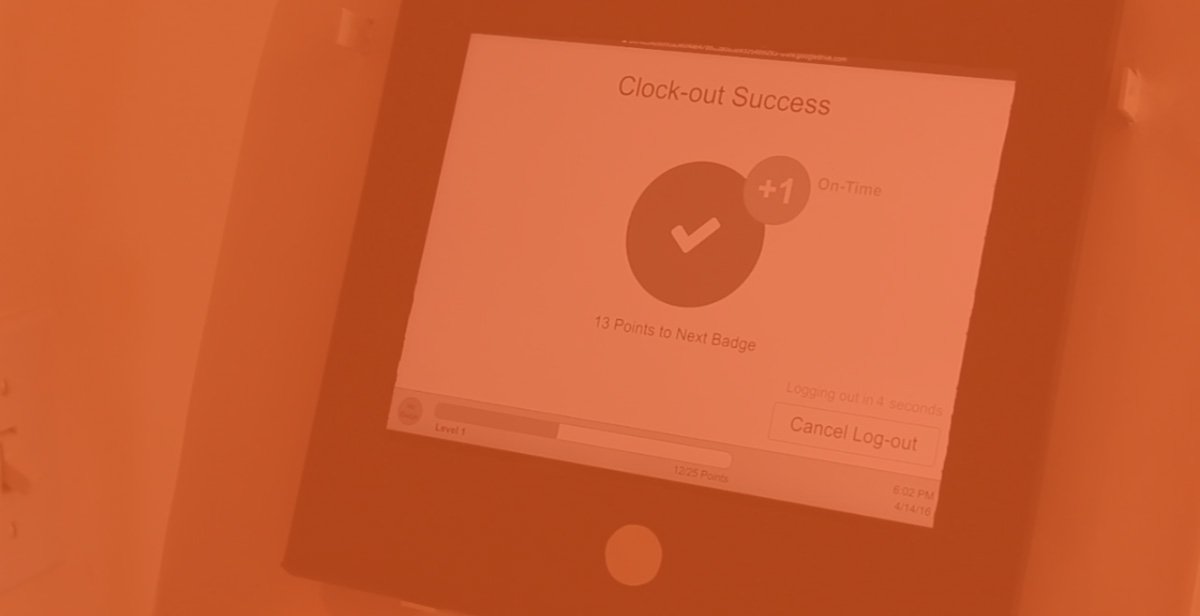 Clock-out Success
+1
On-Time
13 Points to Next Badge
Logging out in 4 seconds
Cancel Log-out
Level 1
12/25 Points
6:02 PM
4/14/16